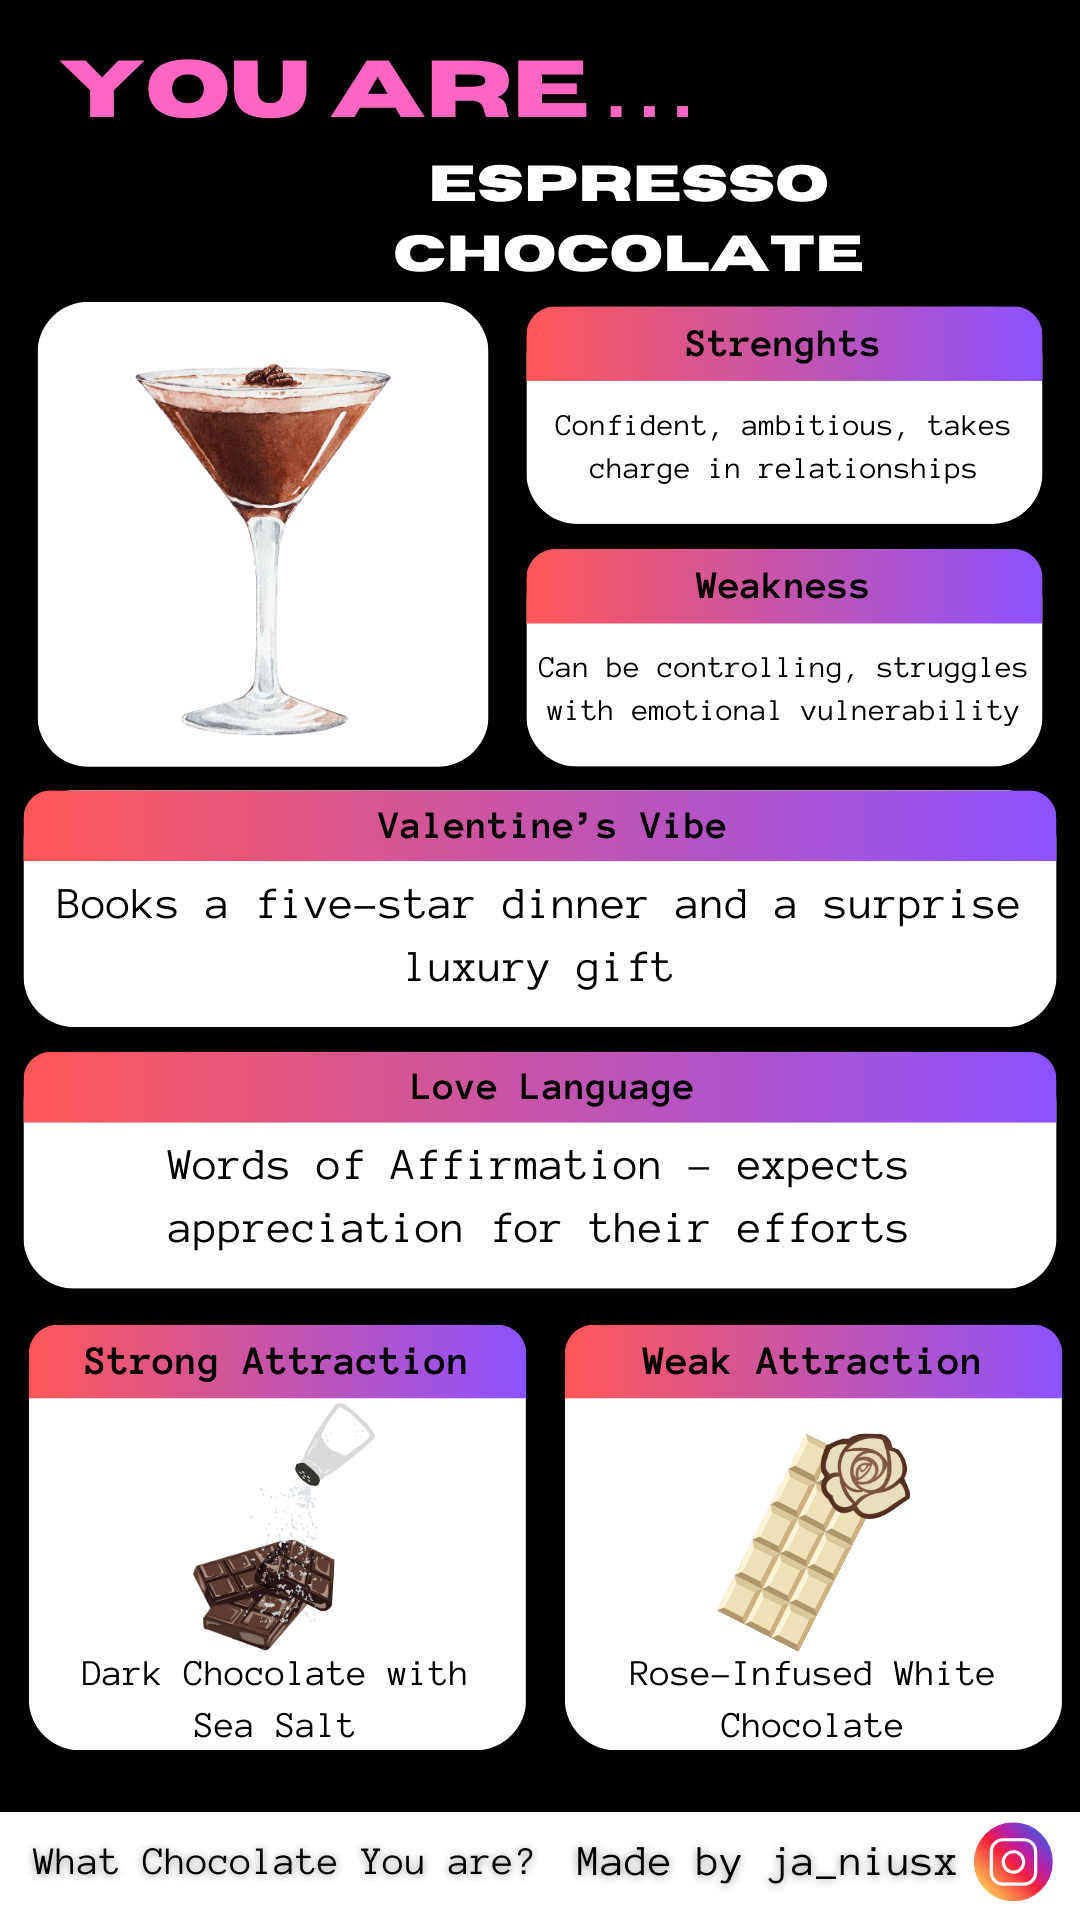 YOU ARE...
ESPRESSO
CHOCOLATE
Strenghts
Confident, ambitious, takes
charge in relationships
Weakness
Can be controlling, struggles
with emotional vulnerability
Valentine’s Vibe
Books a five-star dinner and a surprise
luxury gift
Love Language
Words of Affirmation – expects
appreciation for their efforts
Strong Attraction
Dark Chocolate with
Sea Salt
Weak Attraction
Rose-Infused White
Chocolate
What Chocolate You are?
Made by ja_niusx